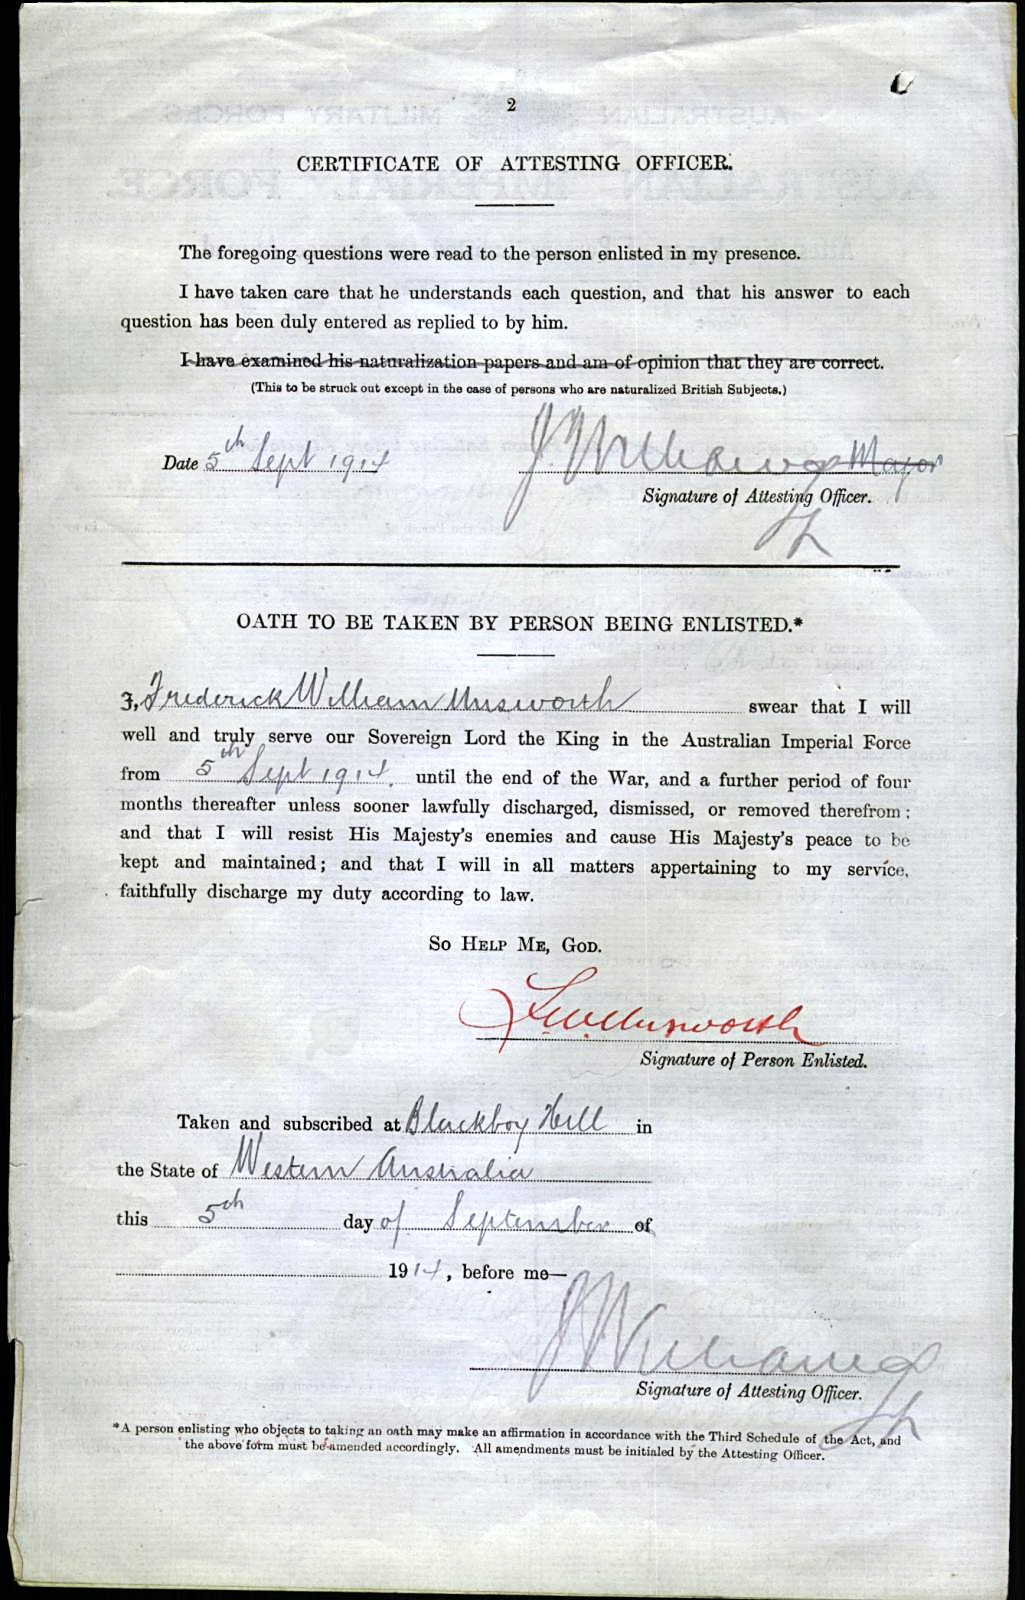 2
CERTIFICATE OF ATTESTING OFFICER.
The foregoing questions were read to the person enlisted in my presence.
I have taken care that he understands each question, and that his answer to each
question has been duly entered as replied to by him.
I have examined his naturalization papers and am of opinion that they are correct.
(This to be struck out except in the case of persons who are naturalized British Subjects.)
Date 5th Sept 1914 J Williams Major
Signature of Attesting Officer.
OATH TO BE TAKEN BY PERSON BEING ENLISTED.*
I, Frederick William Unsworth swear that I will
well and truly serve our Sovereign Lord the King in the Australian Imperial Force
from 5th Sept 1914 until the end of the War, and a further period of four
months thereafter unless sooner lawfully discharged, dismissed, or removed therefrom;
and that I will resist His Majesty's enemies and cause His Majesty's peace to be
kept and maintained; and that I will in all matters appertaining to my service,
faithfully discharge my duty according to law.
So Help Me, God.
F.W. Unsworth
Signature of Person Enlisted.
Taken and subscribed at Blackboy Hill in
the State of Western Australia
this 5th day of September of
1914, before me—
J Williams
Signature of Attesting Officer.
*A person enlisting who objects to taking an oath may make an affirmation in accordance with the Third Schedule of the Act, and
the above form must be amended accordingly. All amendments must be initialed by the Attesting Officer.